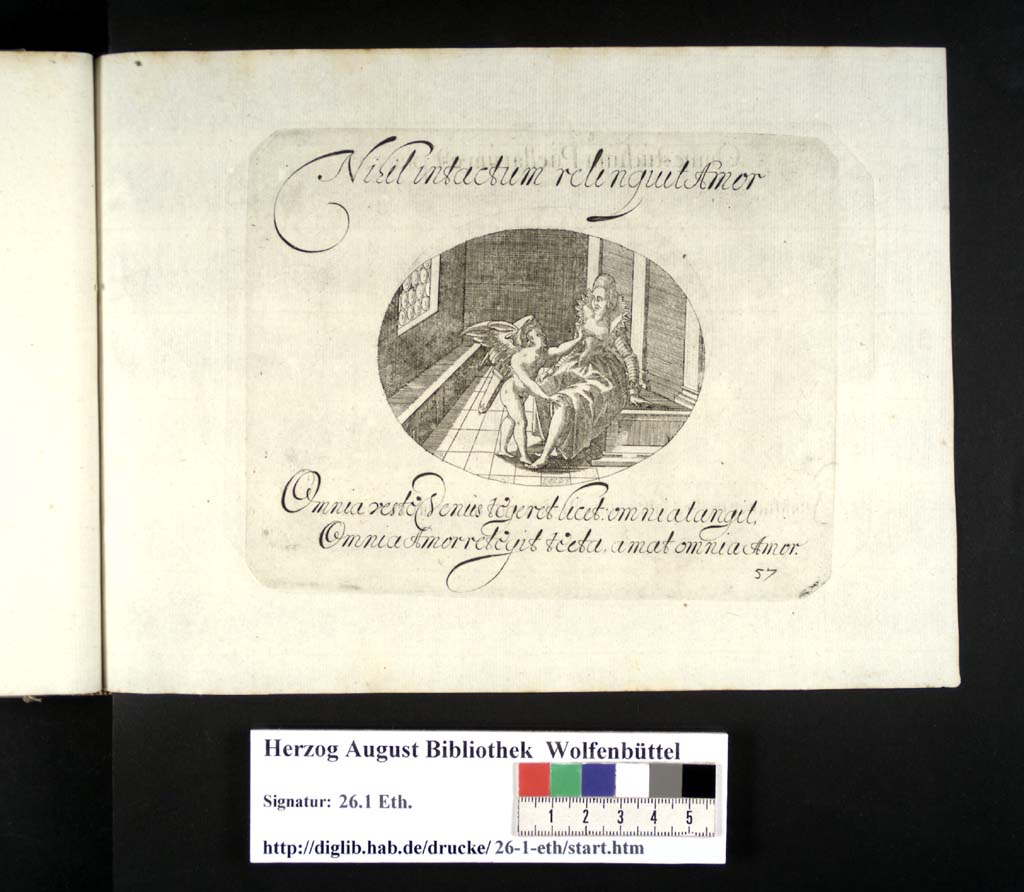 Nihil intactum relinquit Amor
Omnia veste Venus tegeret licet: omnia tangit,
Omnia Amor retegit tecta, amat omnia Amor.
57
Herzog August Bibliothek Wolfenbüttel
Signatur: 26.1 Eth.
1 2 3 4 5
http://diglib.hab.de/drucke/ 26-1-eth/start.htm